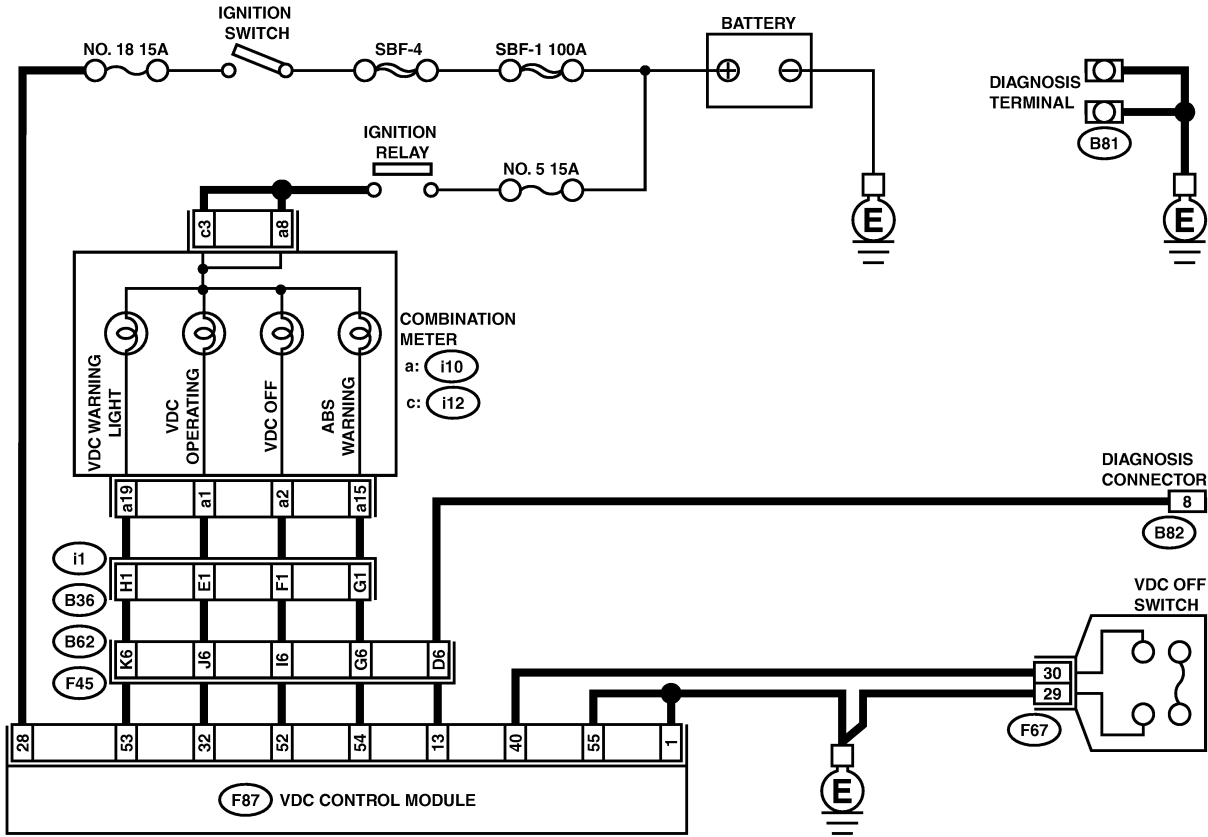 IGNITION
SWITCH
BATTERY
NO. 18 15A
SBF-4
SBF-1 100A
DIAGNOSIS
TERMINAL
B81
IGNITION
RELAY
NO. 5 15A
E
E
c3
a8
COMBINATION
METER
a: i10
c: i12
VDC WARNING
LIGHT
VDC
OPERATING
VDC OFF
ABS
WARNING
DIAGNOSIS
CONNECTOR
8
B82
a19
a1
a2
a15
i1
H1
E1
F1
G1
B36
VDC OFF
SWITCH
B62
K6
J6
I6
G6
D6
F45
30
29
F67
28
53
32
52
54
13
40
55
1
E
F87 VDC CONTROL MODULE